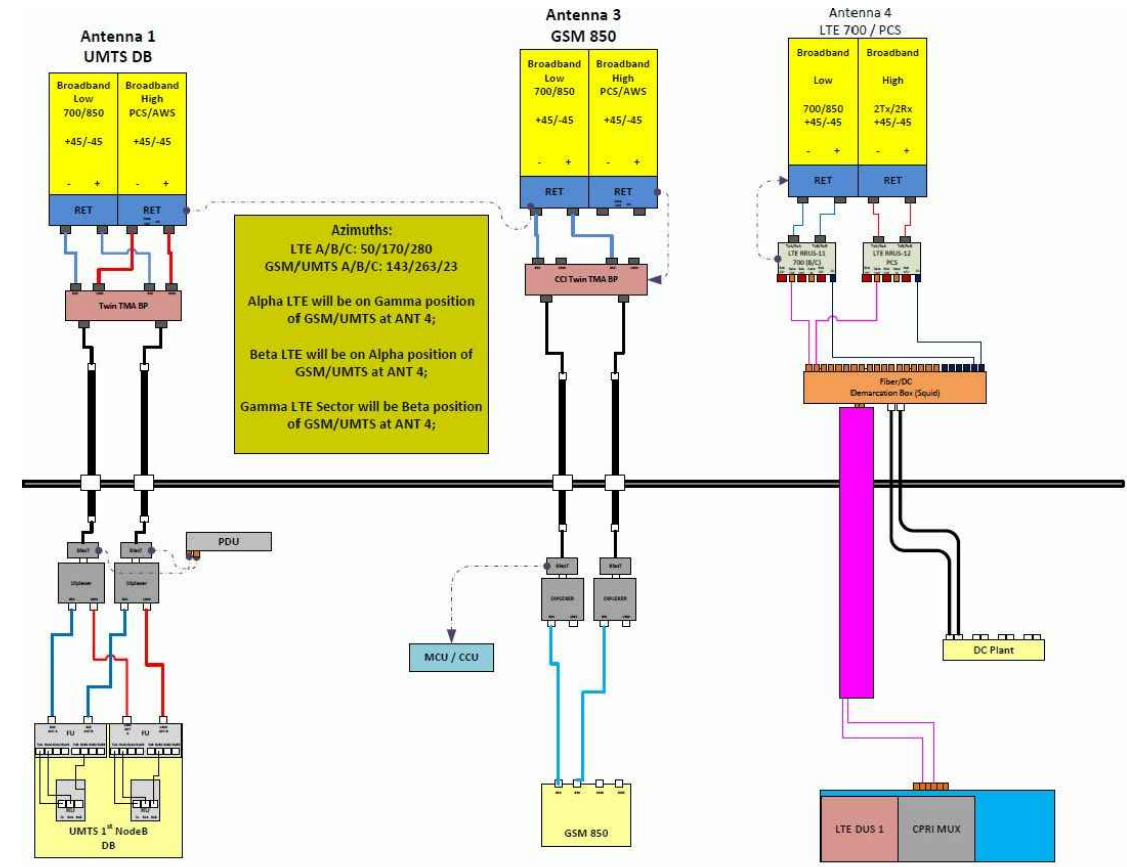 Antenna 1
UMTS DB
Broadband
Low
700/850
+45/-45
- +
RET
Broadband
High
PCS/AWS
+45/-45
- +
RET
Twin TMA BP
Antenna 3
GSM 850
Broadband
Low
700/850
+45/-45
- +
RET
Broadband
High
PCS/AWS
+45/-45
- +
RET
CCI Twin TMA BP
Antenna 4
LTE 700 / PCS
Broadband
Low
700/850
+45/-45
- +
RET
Broadband
High
2Tx/2Rx
+45/-45
- +
RET
LTE RRUS-11
700 (B/C)
LTE RRUS-12
PCS
Fiber/DC
Demarcation Box (Squid)
Azimuths:
LTE A/B/C: 50/170/280
GSM/UMTS A/B/C: 143/263/23
Alpha LTE will be on Gamma position
of GSM/UMTS at ANT 4;
Beta LTE will be on Alpha position of
GSM/UMTS at ANT 4;
Gamma LTE Sector will be Beta position
of GSM/UMTS at ANT 4;
PDU
BiasT
BiasT
BiasT
BiasT
DIPLEXER
DIPLEXER
MCU / CCU
DC Plant
FU
FU
RU
RU
UMTS 1st NodeB
DB
GSM 850
LTE DUS 1
CPRI MUX